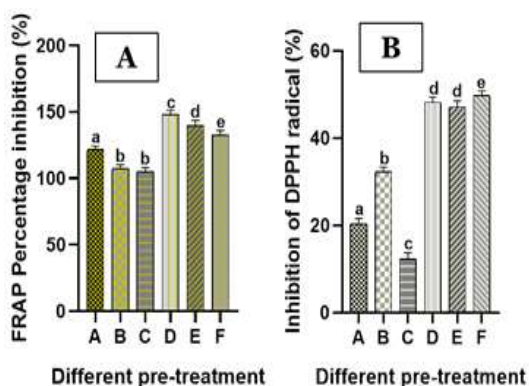 A
FRAP Percentage inhibition (%)
200
150
100
50
0
a
b
b
c
d
e
A B C D E F
Different pre-treatment
B
Inhibition of DPPH radical (%)
60
40
20
0
a
b
c
d
d
e
A B C D E F
Different pre-treatment